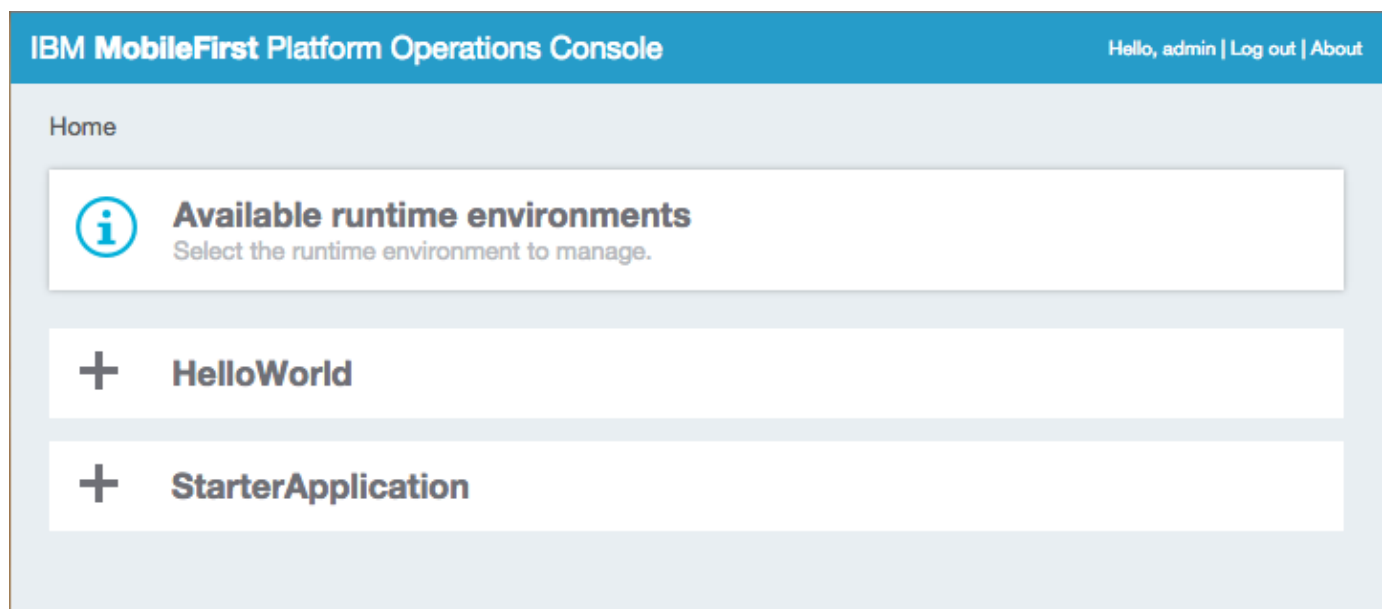 IBM MobileFirst Platform Operations Console
Hello, admin | Log out | About
Home
Available runtime environments
Select the runtime environment to manage.
HelloWorld
StarterApplication